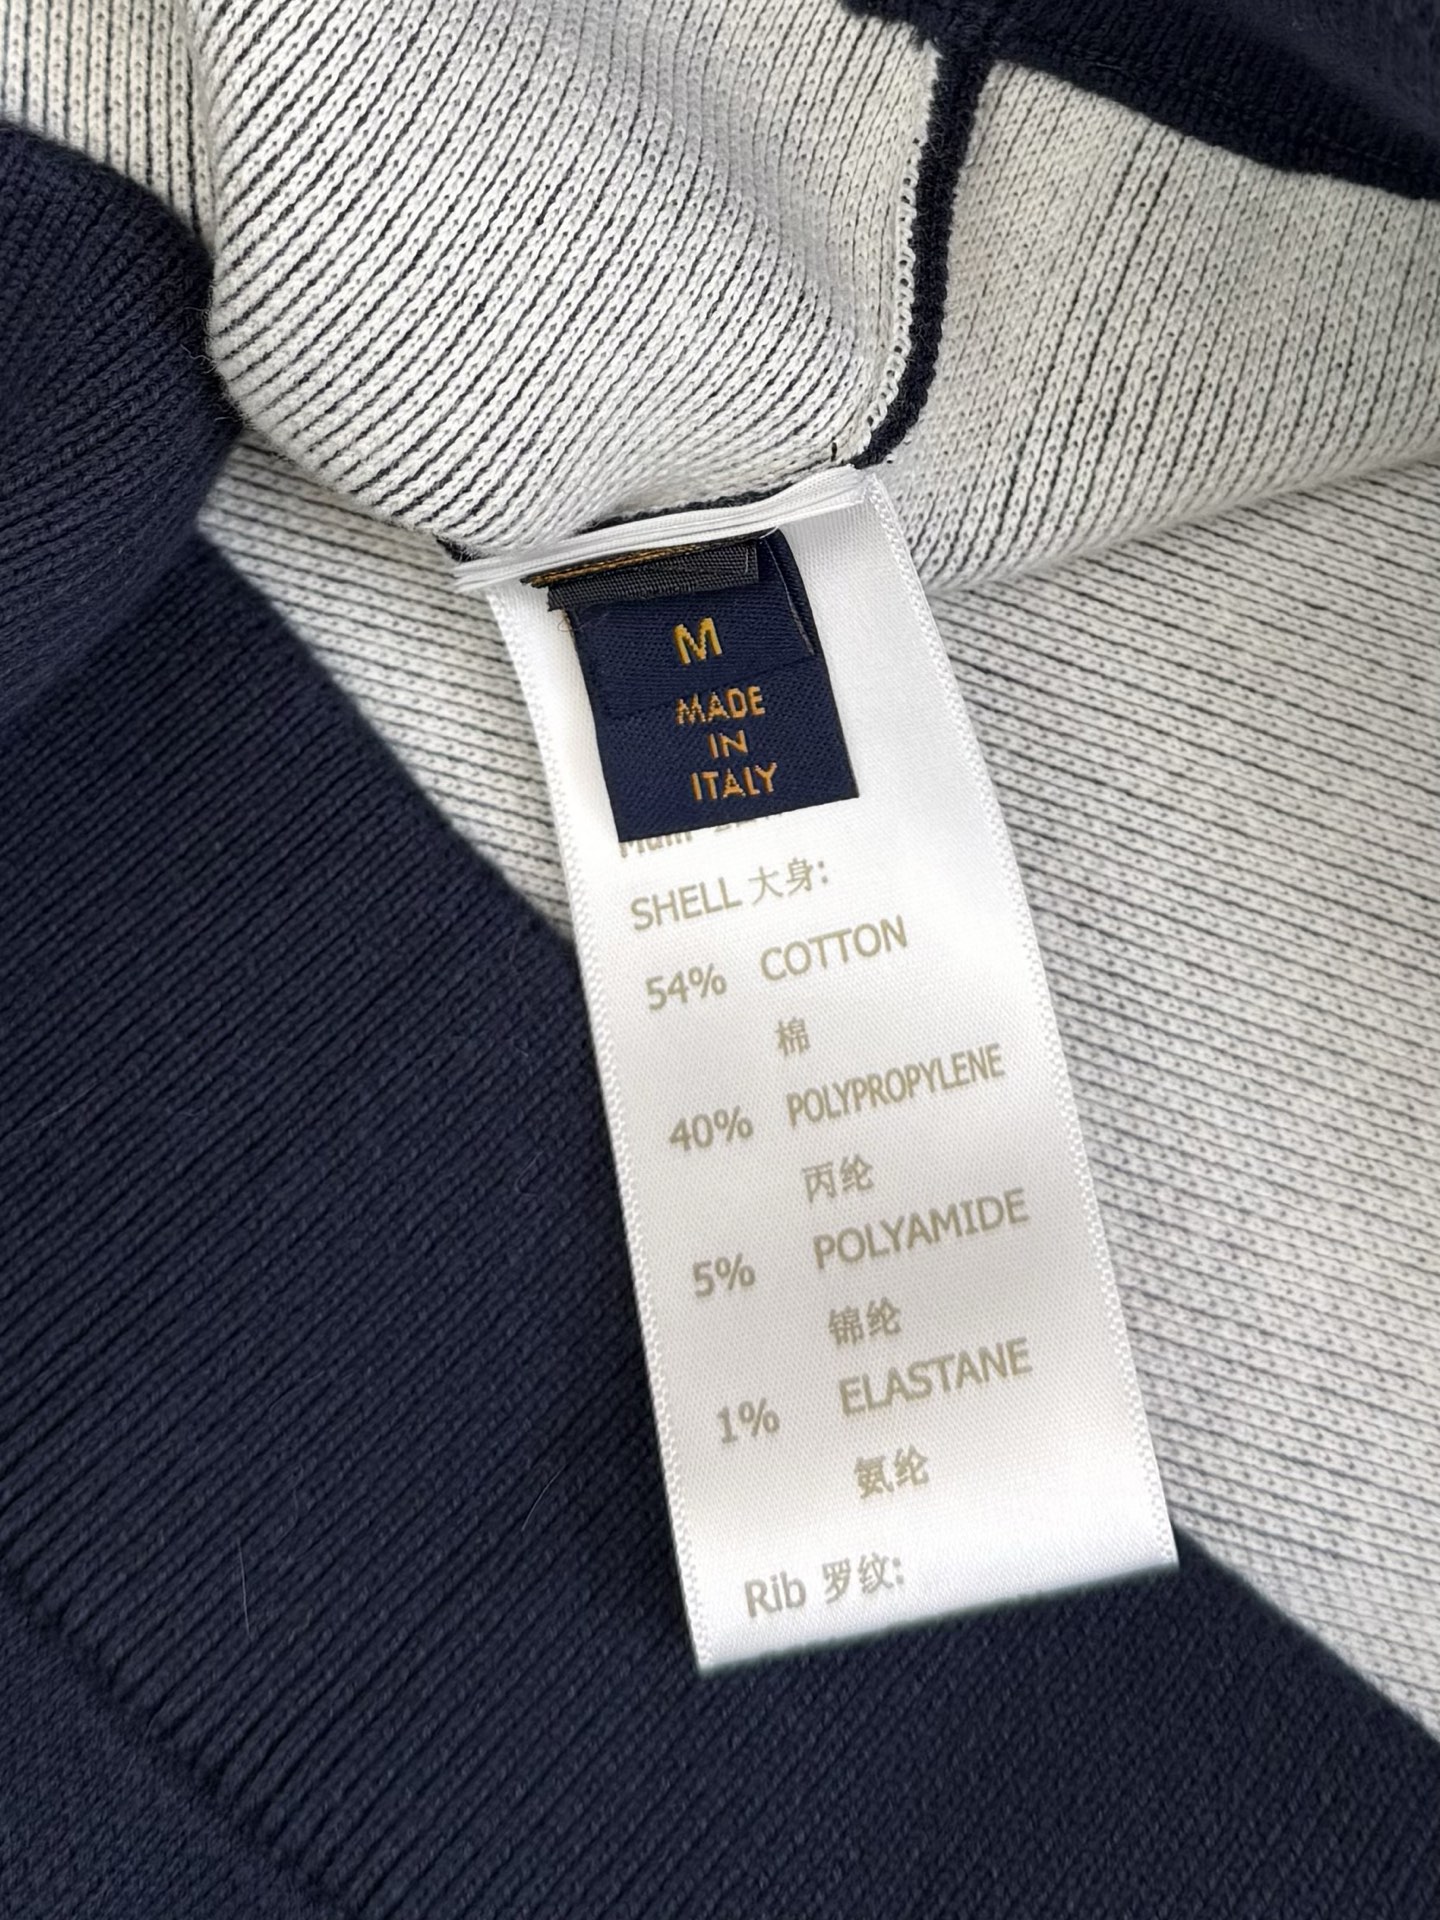 M
MADE
IN
ITALY
SHELL 大身:
54% COTTON
棉
40% POLYPROPYLENE
丙纶
5% POLYAMIDE
锦纶
1% ELASTANE
氨纶
Rib 罗纹: